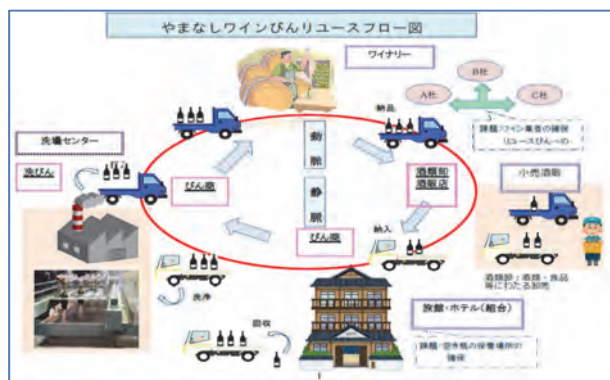 やまなしワインびんリユースフロー図
ワイナリー
B社
A社
C社
納品
課題:ワイン業者の確保
リユースびんへの
洗場センター
洗びん
びん商
動脈
静脈
びん商
酒類卸
酒販店
小売酒販
納入
酒類卸:酒類・食品
等にわたる卸売
洗浄
回収
旅館・ホテル(組合)
課題:空き瓶の保管場所の
確保